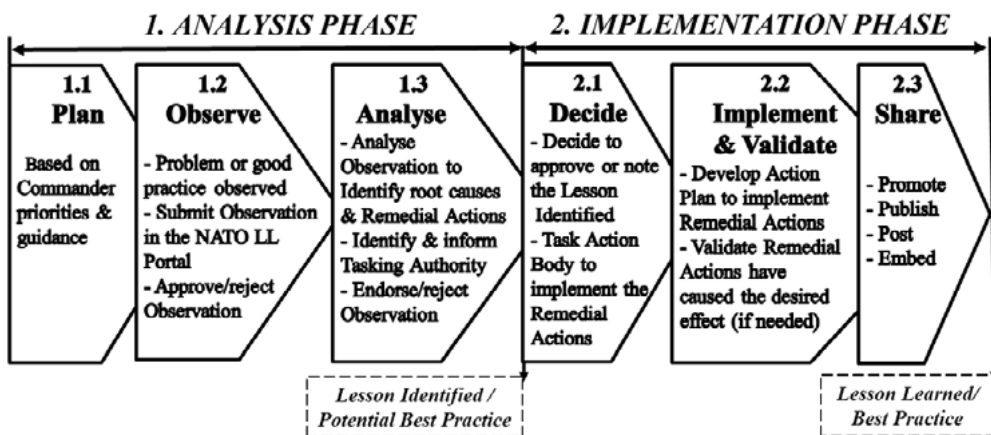 1. ANALYSIS PHASE
2. IMPLEMENTATION PHASE
1.1
Plan
Based on
Commander
priorities &
guidance
1.2
Observe
- Problem or good
practice observed
- Submit Observation
in the NATO LL
Portal
- Approve/reject
Observation
1.3
Analyse
- Analyse
Observation to
Identify root causes
& Remedial Actions
- Identify & inform
Tasking Authority
- Endorse/reject
Observation
2.1
Decide
- Decide to
approve or note
the Lesson
Identified
- Task Action
Body to
implement the
Remedial
Actions
2.2
Implement
& Validate
- Develop Action
Plan to implement
Remedial Actions
- Validate Remedial
Actions have
caused the desired
effect (if needed)
2.3
Share
- Promote
- Publish
- Post
- Embed
Lesson Identified /
Potential Best Practice
Lesson Learned/
Best Practice